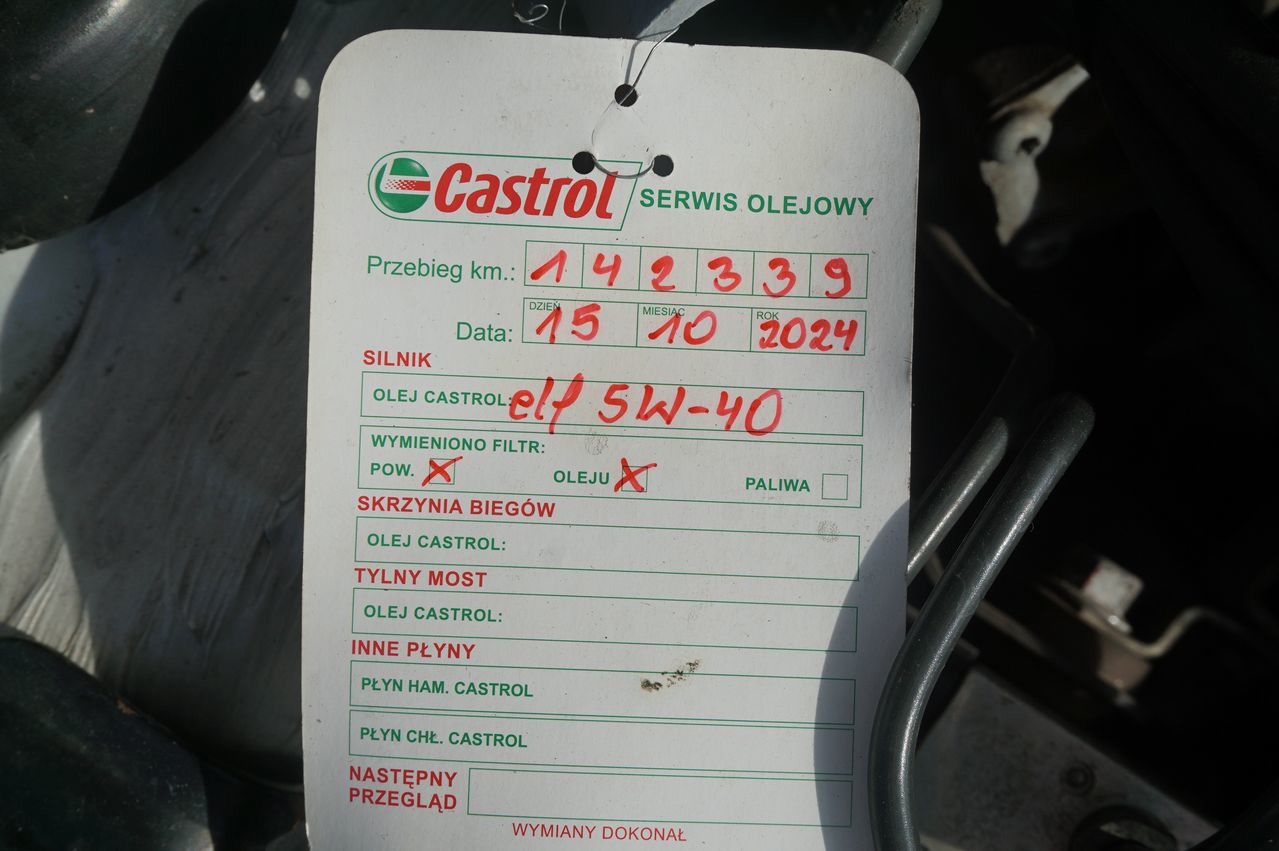 Castrol SERWIS OLEJOWY
Przebieg km.: 1 4 2 3 3 9
Data: DZIEŃ 15 MIESIĄC 10 ROK 2024
SILNIK
OLEJ CASTROL: elf 5W-40
WYMIENIONO FILTR:
POW. X OLEJU X PALIWA
SKRZYNIA BIEGÓW
OLEJ CASTROL:
TYLNY MOST
OLEJ CASTROL:
INNE PŁYNY
PŁYN HAM. CASTROL
PŁYN CHŁ. CASTROL
NASTĘPNY
PRZEGLĄD
WYMIANY DOKONAŁ